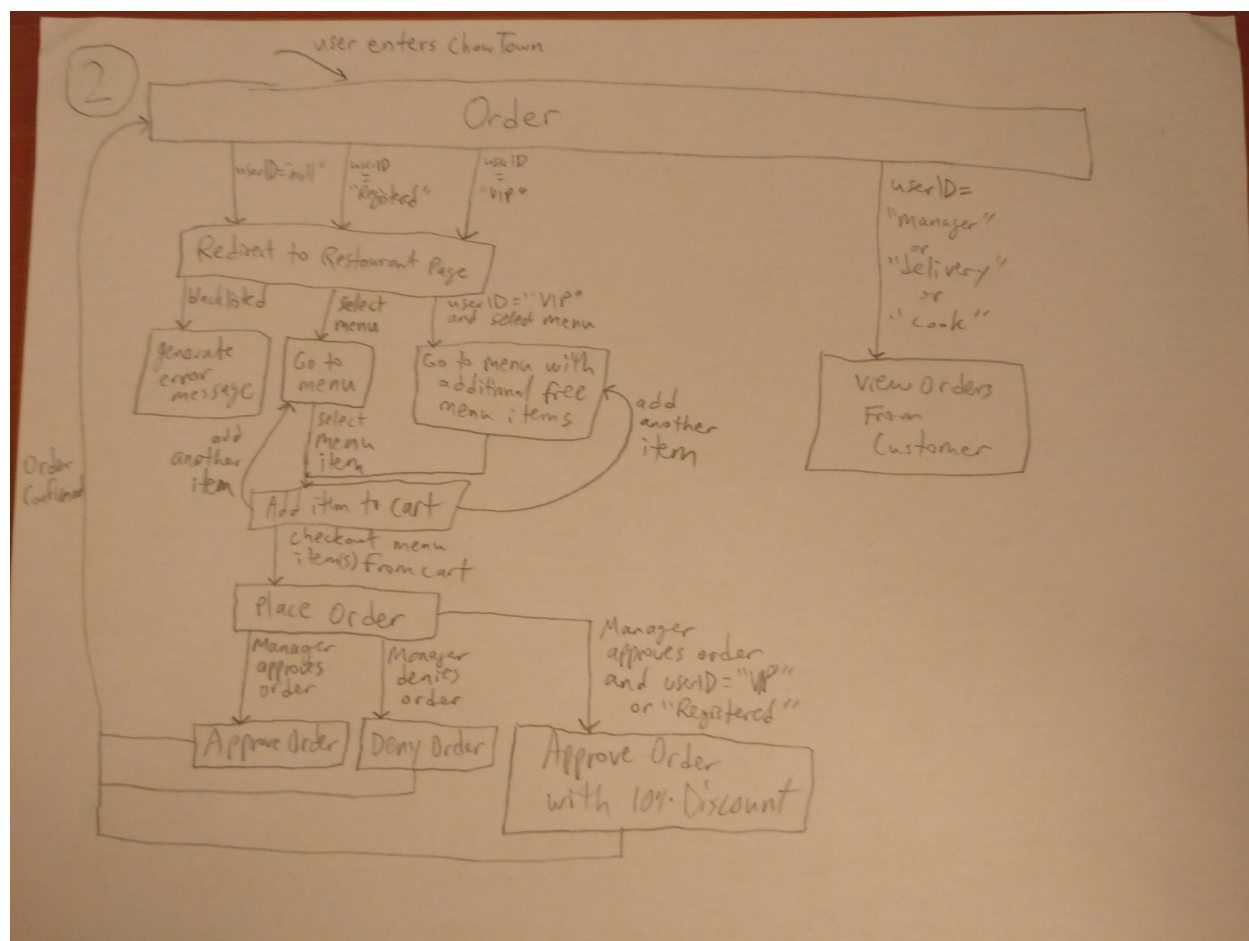 user enters ChowTown
2
Order
userID="null"
userID
=
"Registered"
userID
=
"VIP"
userID=
"manager"
or
"delivery"
or
"cook"
Redirect to Restaurant Page
blacklisted
select
menu
userID="VIP"
and select menu
generate
error
message
Go to
menu
Go to menu with
additional free
menu items
View Orders
From
Customer
add
another
item
select
menu
item
add
another
item
Order
Confirmed
Add item to cart
checkout menu
item(s) from cart
Place Order
Manager
approves
order
Manager
denies
order
Manager
approves order
and userID="VIP"
or "Registered"
Approve Order
Deny Order
Approve Order
with 10% Discount